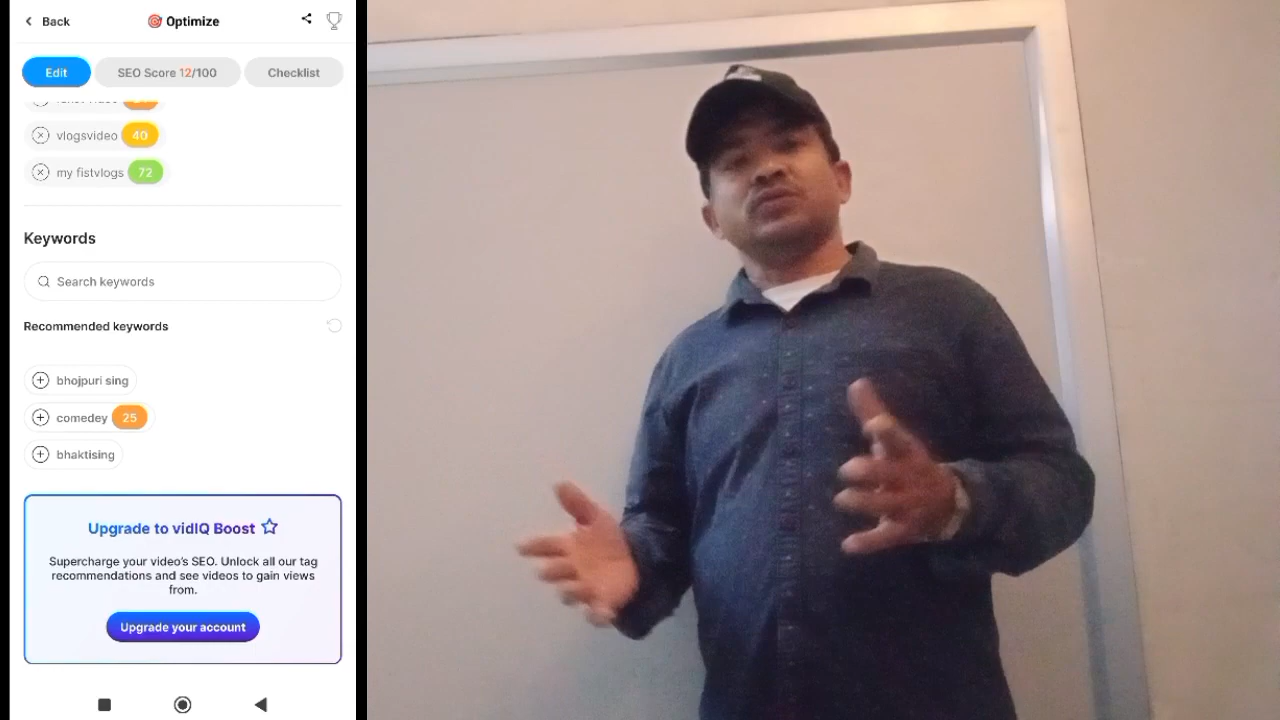 Back
Optimize
Edit
SEO Score 12/100
Checklist
vlogsvideo 40
my fistvlogs 72
Keywords
Search keywords
Recommended keywords
bhojpuri sing
comedey 25
bhaktising
Upgrade to vidIQ Boost
Supercharge your video's SEO. Unlock all our tag
recommendations and see videos to gain views
from.
Upgrade your account